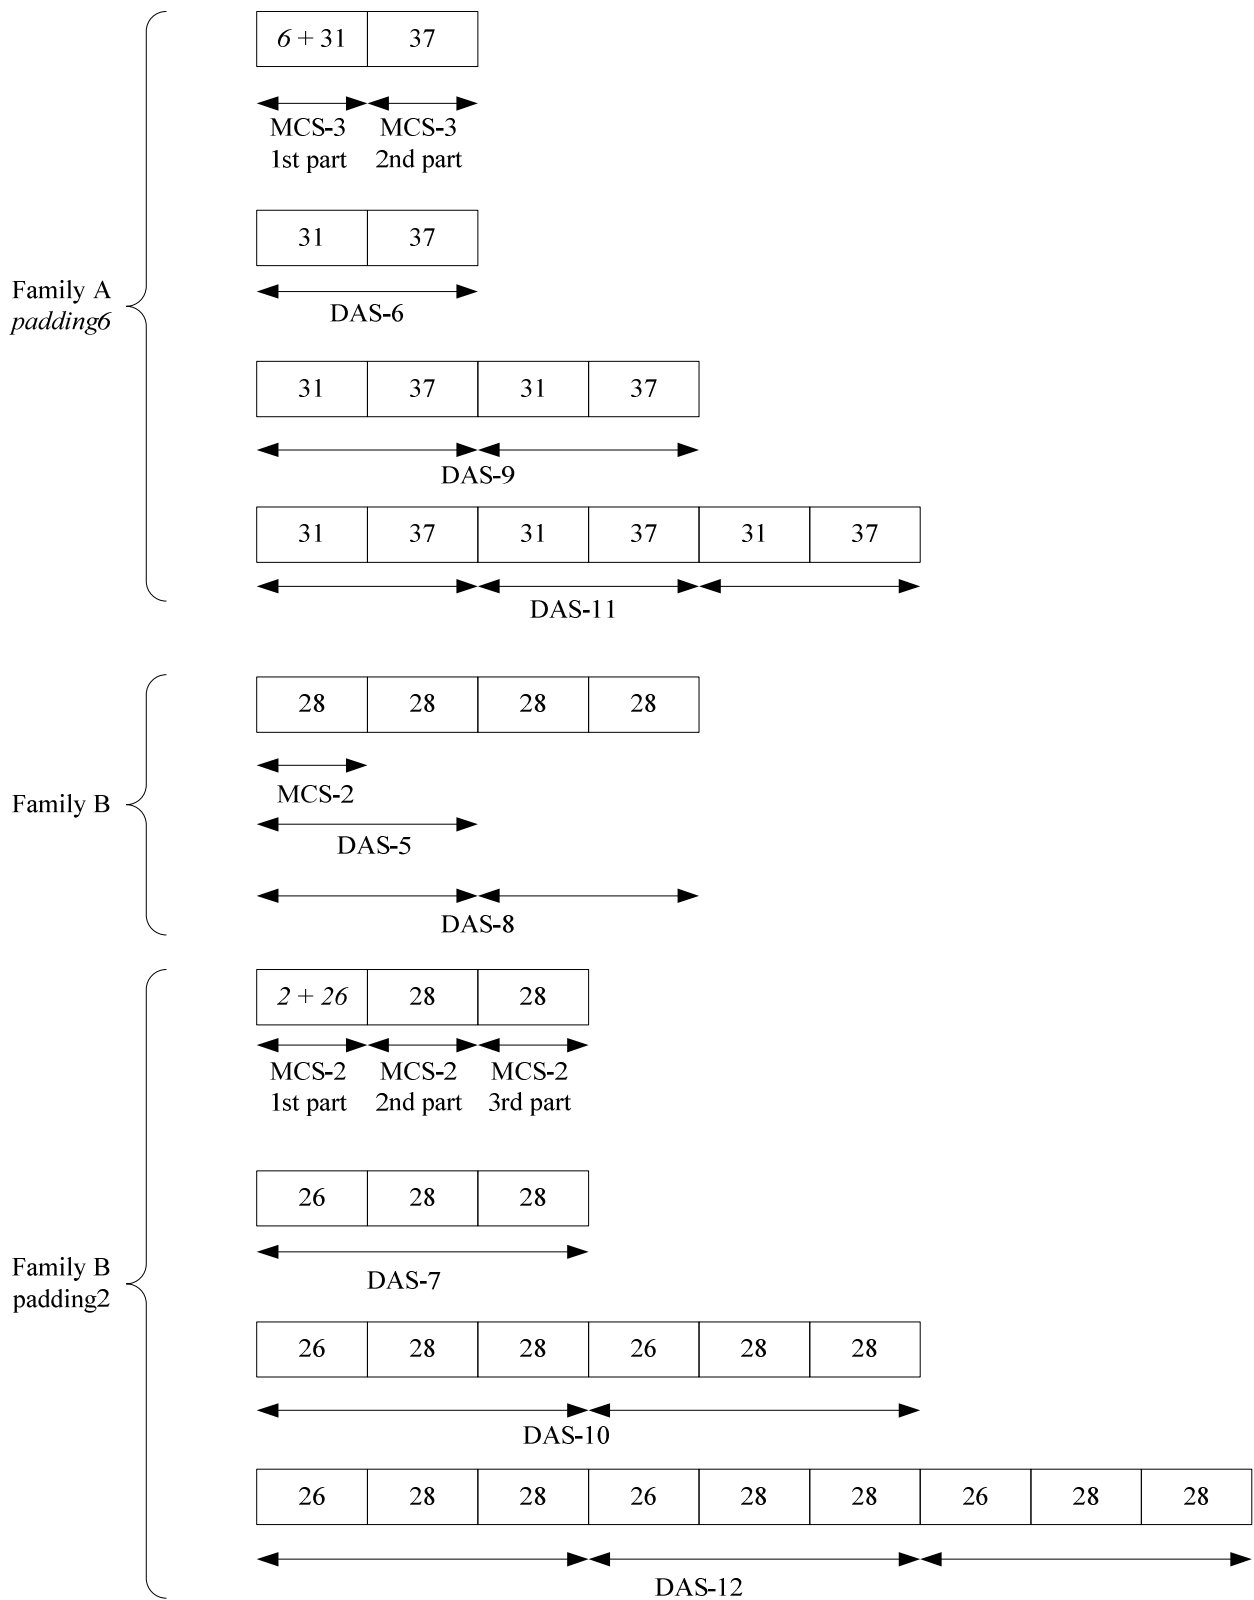 6 + 31 37
MCS-3 MCS-3
1st part 2nd part
31 37
Family A
padding6
DAS-6
31 37 31 37
DAS-9
31 37 31 37 31 37
DAS-11
28 28 28 28
MCS-2
Family B
DAS-5
DAS-8
2 + 26 28 28
MCS-2 MCS-2 MCS-2
1st part 2nd part 3rd part
26 28 28
Family B
padding2
DAS-7
26 28 28 26 28 28
DAS-10
26 28 28 26 28 28 26 28 28
DAS-12